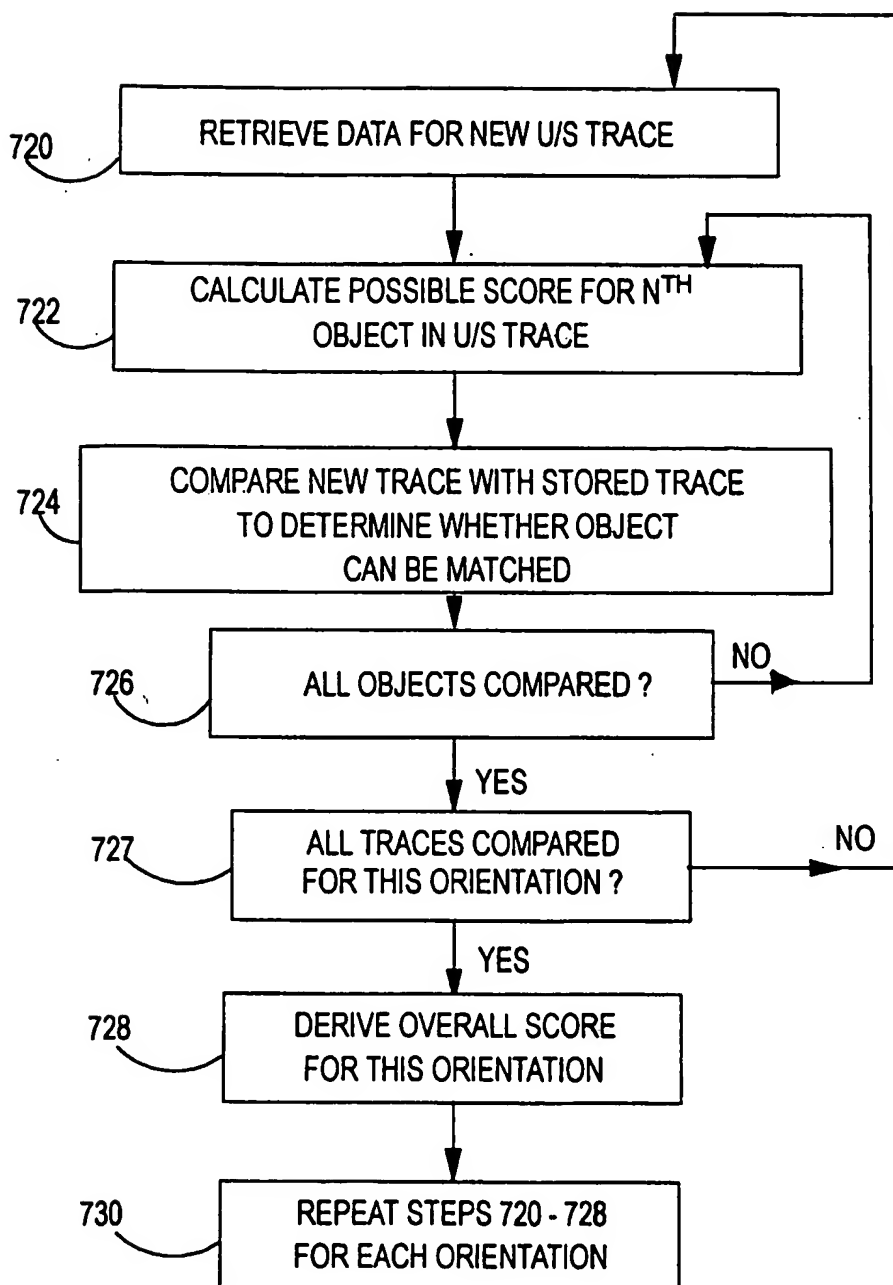 720
RETRIEVE DATA FOR NEW U/S TRACE
722
CALCULATE POSSIBLE SCORE FOR NTH
OBJECT IN U/S TRACE
724
COMPARE NEW TRACE WITH STORED TRACE
TO DETERMINE WHETHER OBJECT
CAN BE MATCHED
726
ALL OBJECTS COMPARED ?
NO
YES
727
ALL TRACES COMPARED
FOR THIS ORIENTATION ?
NO
YES
728
DERIVE OVERALL SCORE
FOR THIS ORIENTATION
730
REPEAT STEPS 720 - 728
FOR EACH ORIENTATION